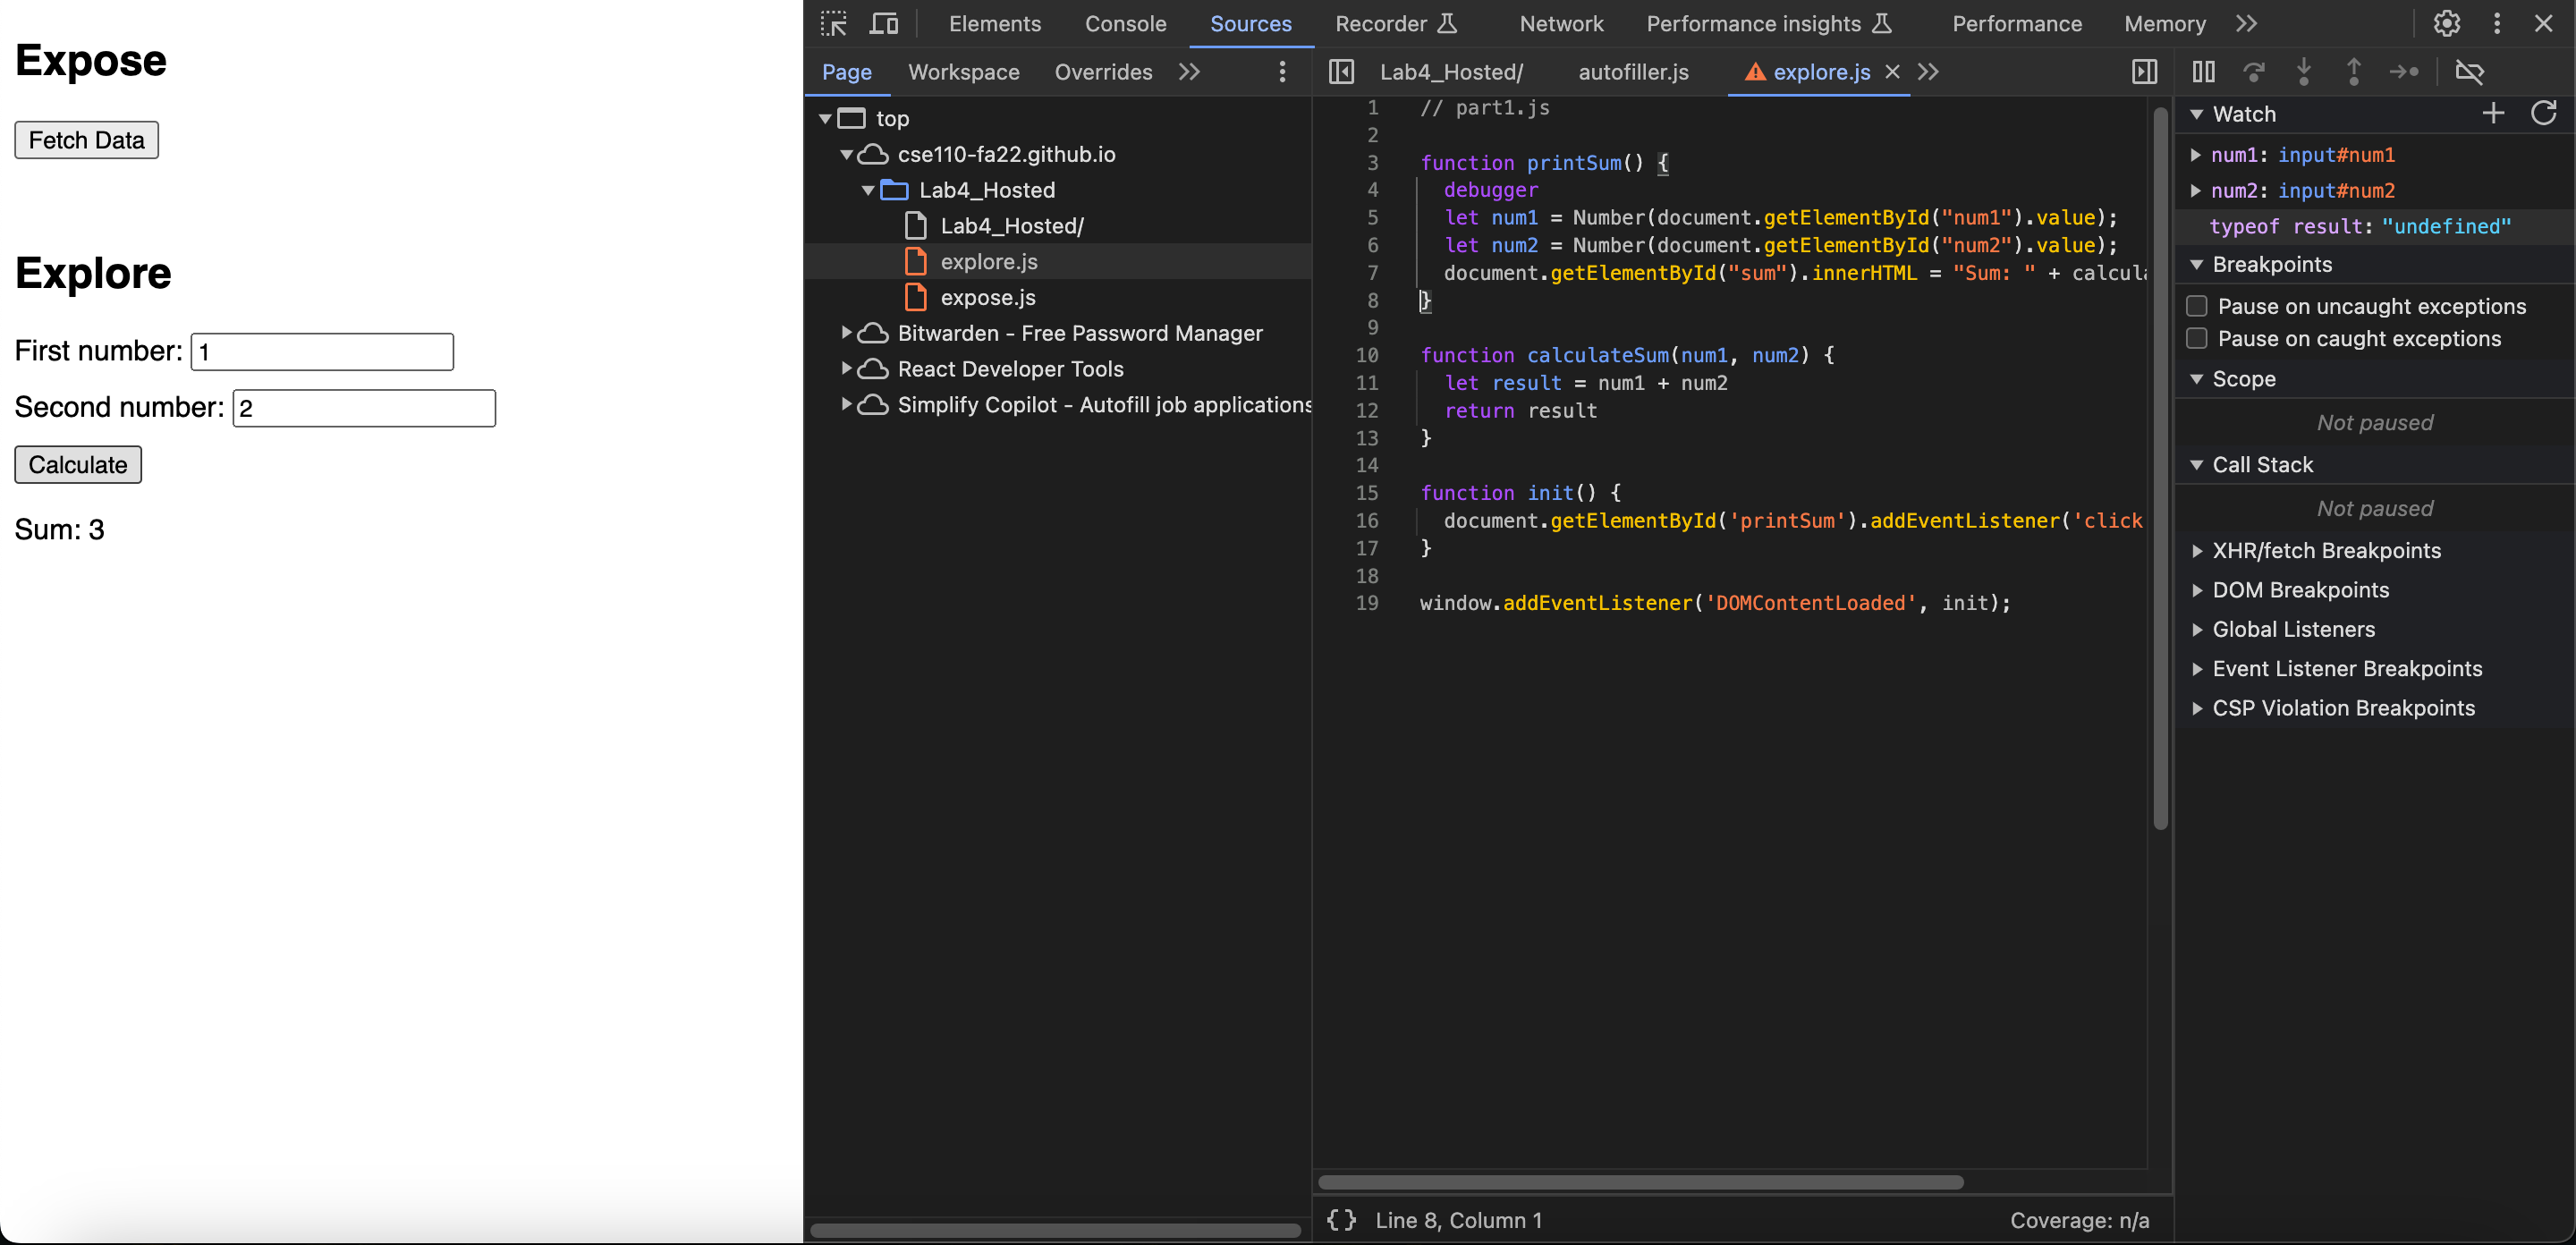 Expose
Fetch Data
Explore
First number: 1
Second number: 2
Calculate
Sum: 3
Elements Console Sources Recorder Network Performance insights Performance Memory
Page Workspace Overrides
top
cse110-fa22.github.io
Lab4_Hosted
Lab4_Hosted/
explore.js
expose.js
Bitwarden - Free Password Manager
React Developer Tools
Simplify Copilot - Autofill job applications
Lab4_Hosted/ autofiller.js explore.js
1 // part1.js
2
3 function printSum() {
4 debugger
5 let num1 = Number(document.getElementById("num1").value);
6 let num2 = Number(document.getElementById("num2").value);
7 document.getElementById("sum").innerHTML = "Sum: " + calcul
8 }
9
10 function calculateSum(num1, num2) {
11 let result = num1 + num2
12 return result
13 }
14
15 function init() {
16 document.getElementById('printSum').addEventListener('click
17 }
18
19 window.addEventListener('DOMContentLoaded', init);
{} Line 8, Column 1
Coverage: n/a
Watch
num1: input#num1
num2: input#num2
typeof result: "undefined"
Breakpoints
Pause on uncaught exceptions
Pause on caught exceptions
Scope
Not paused
Call Stack
Not paused
XHR/fetch Breakpoints
DOM Breakpoints
Global Listeners
Event Listener Breakpoints
CSP Violation Breakpoints